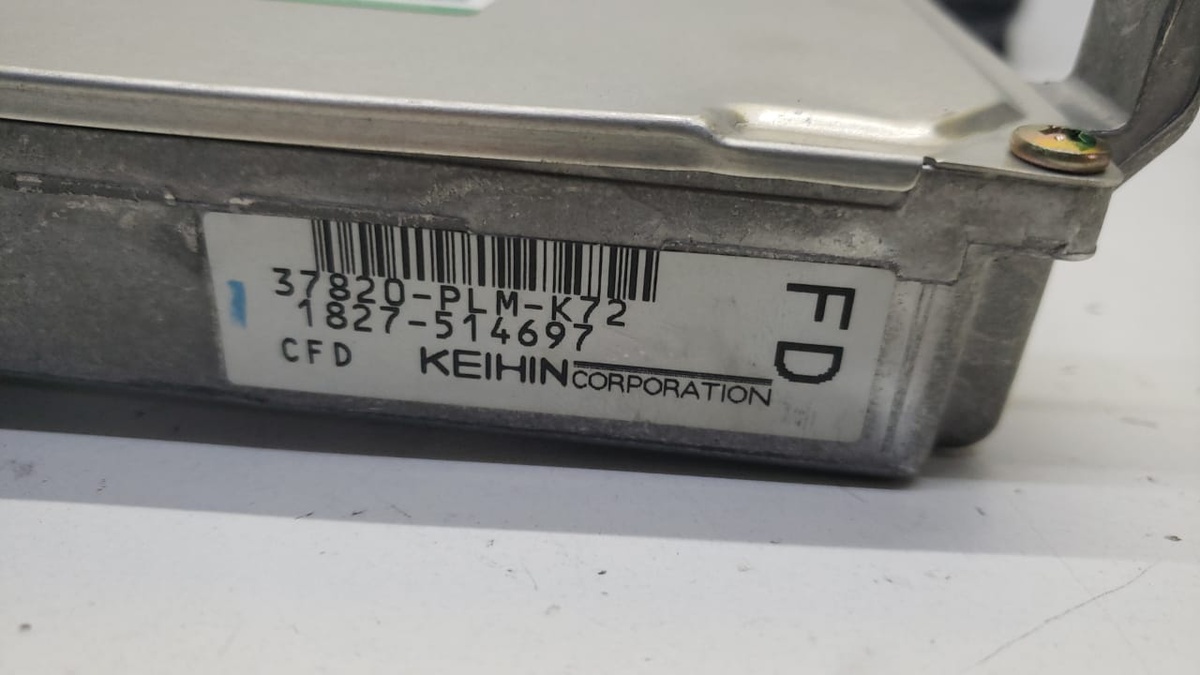 37820-PLM-K72
1827-514697
CFD KEIHIN CORPORATION
FD